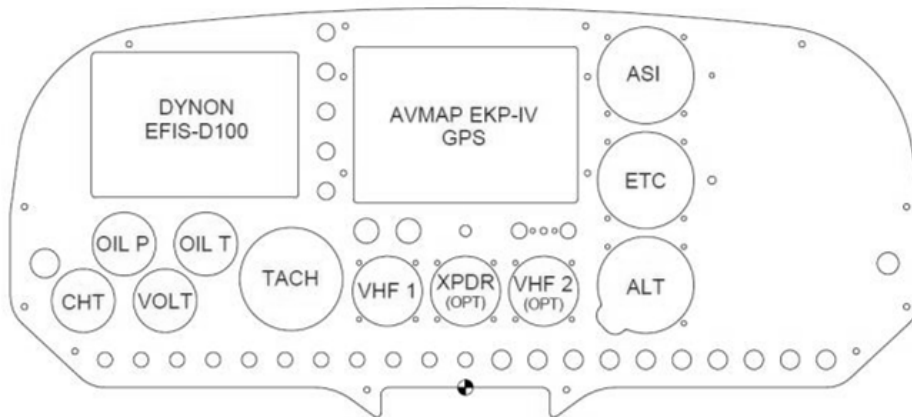 DYNON
EFIS-D100
AVMAP EKP-IV
GPS
ASI
ETC
OIL P
OIL T
TACH
CHT
VOLT
VHF 1
XPDR
(OPT)
VHF 2
(OPT)
ALT